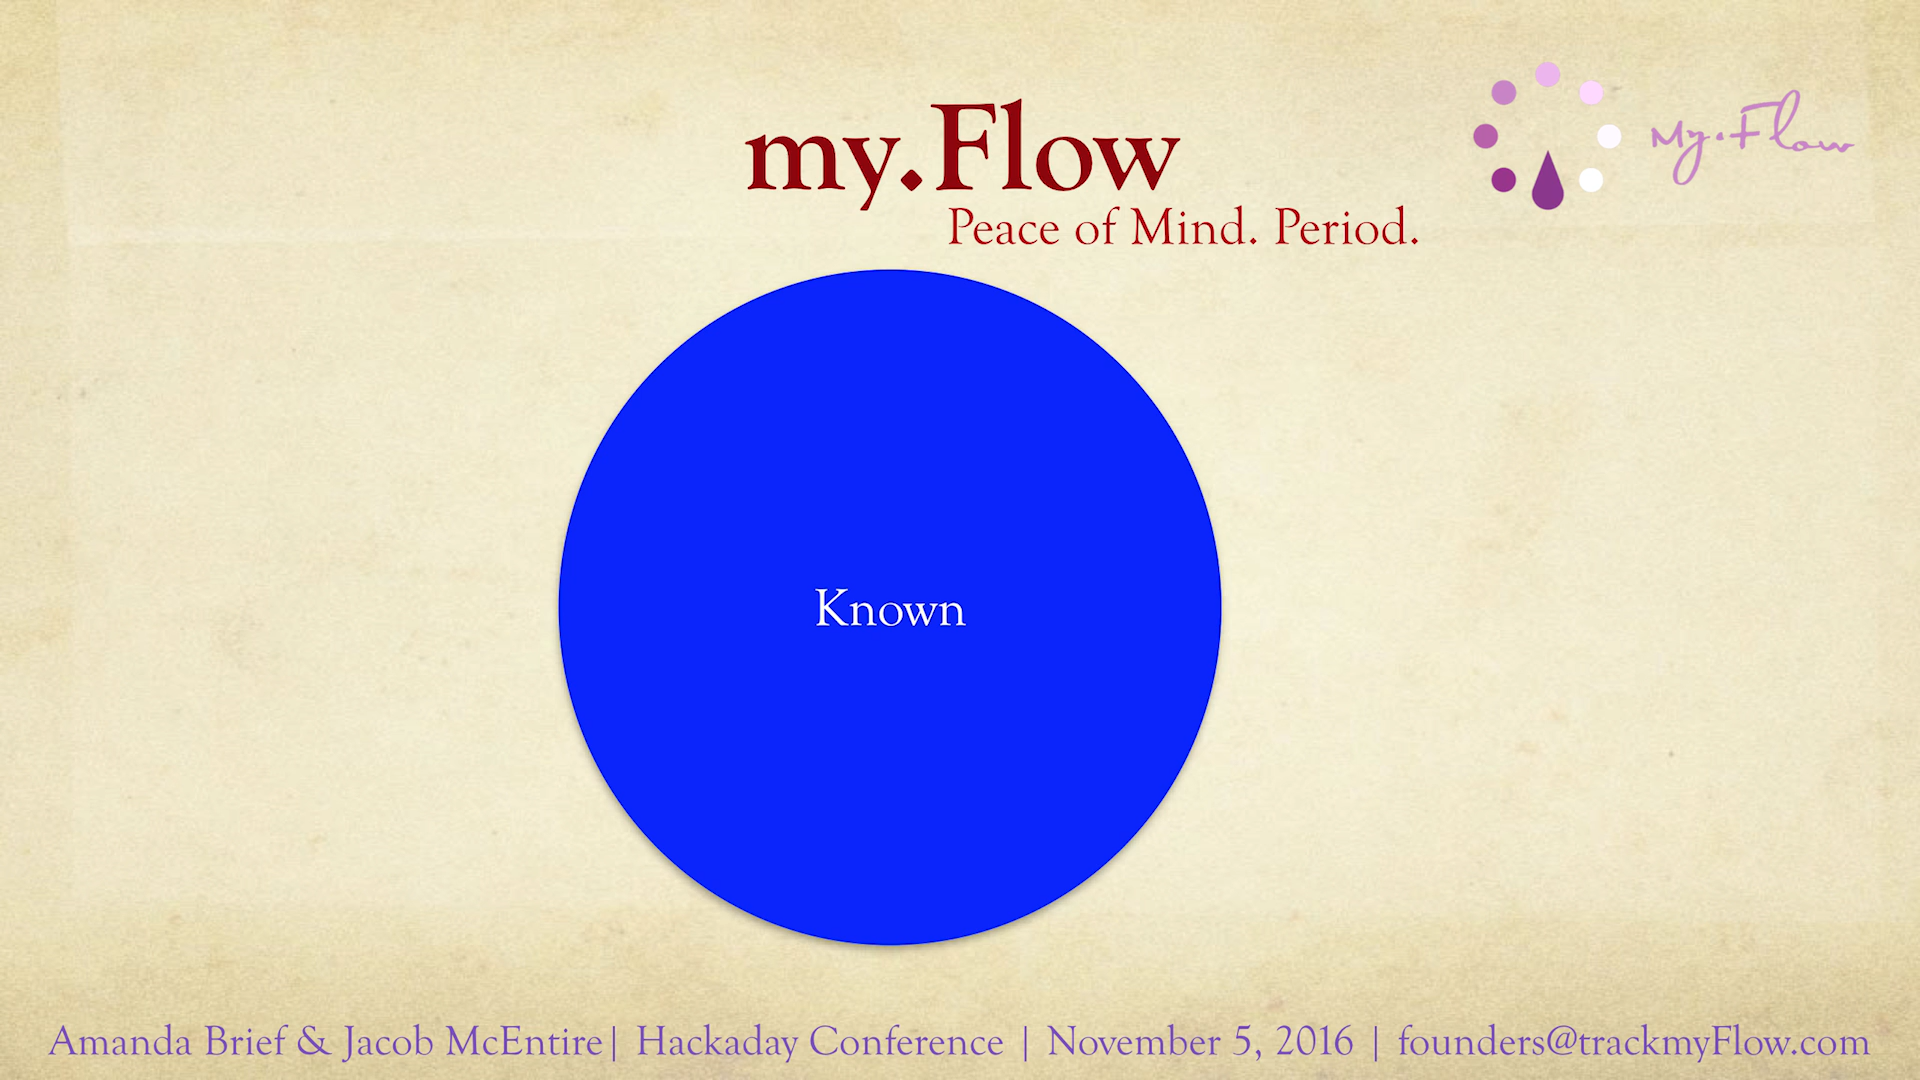 my.Flow
My.Flow
Peace of Mind. Period.
Known
Amanda Brief & Jacob McEntire| Hackaday Conference | November 5, 2016 | founders@trackmyFlow.com